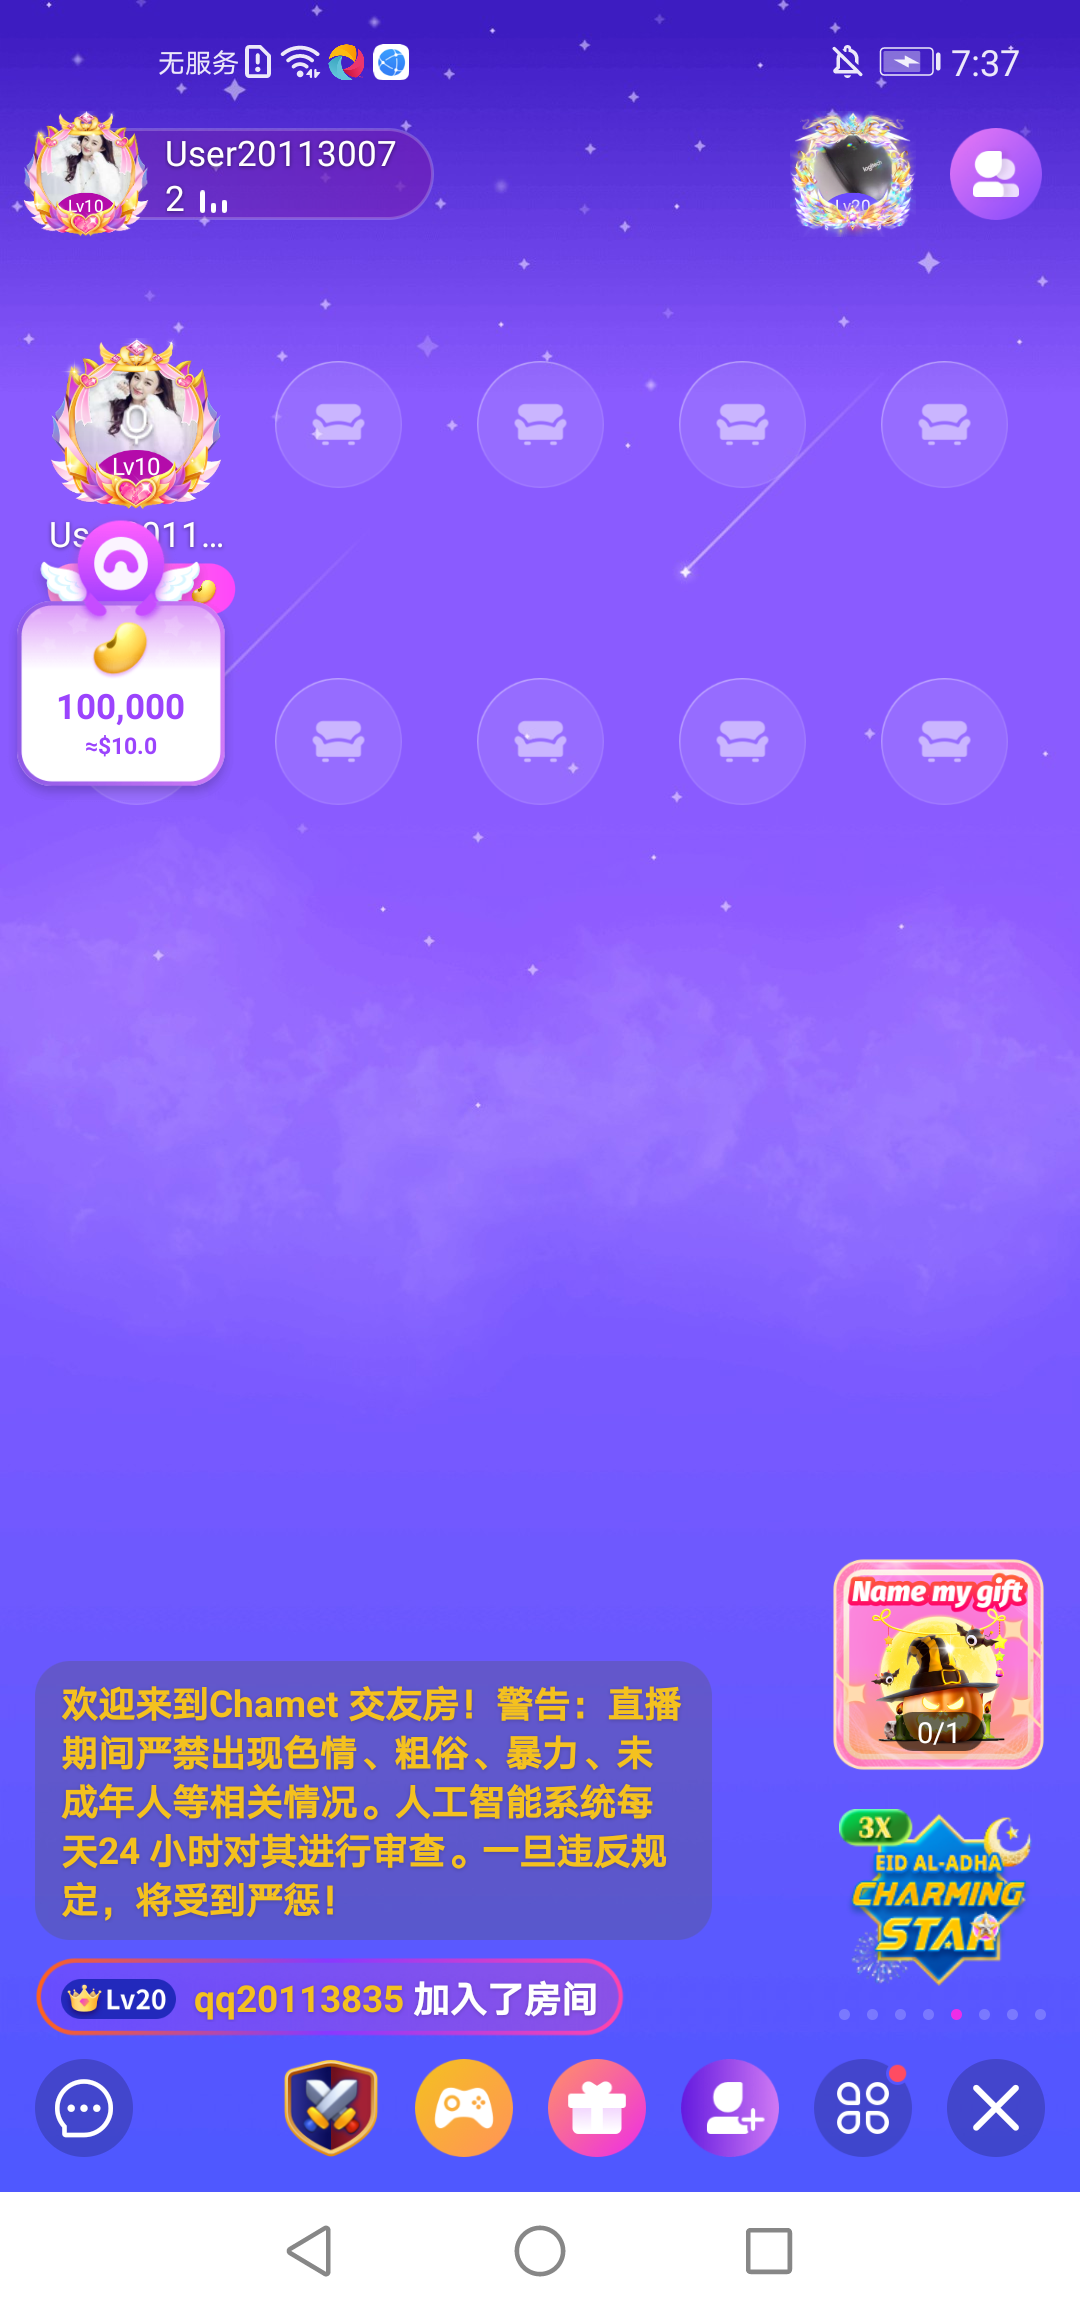 无服务
7:37
User20113007
2
Lv10
logitech
Lv20
Lv10
Us 011...
100,000
≈$10.0
Name my gift
0/1
欢迎来到Chamet 交友房！警告：直播
期间严禁出现色情、粗俗、暴力、未
成年人等相关情况。人工智能系统每
天24 小时对其进行审查。一旦违反规
定，将受到严惩！
3X
EID AL-ADHA
CHARMING
STAR
Lv20 qq20113835 加入了房间